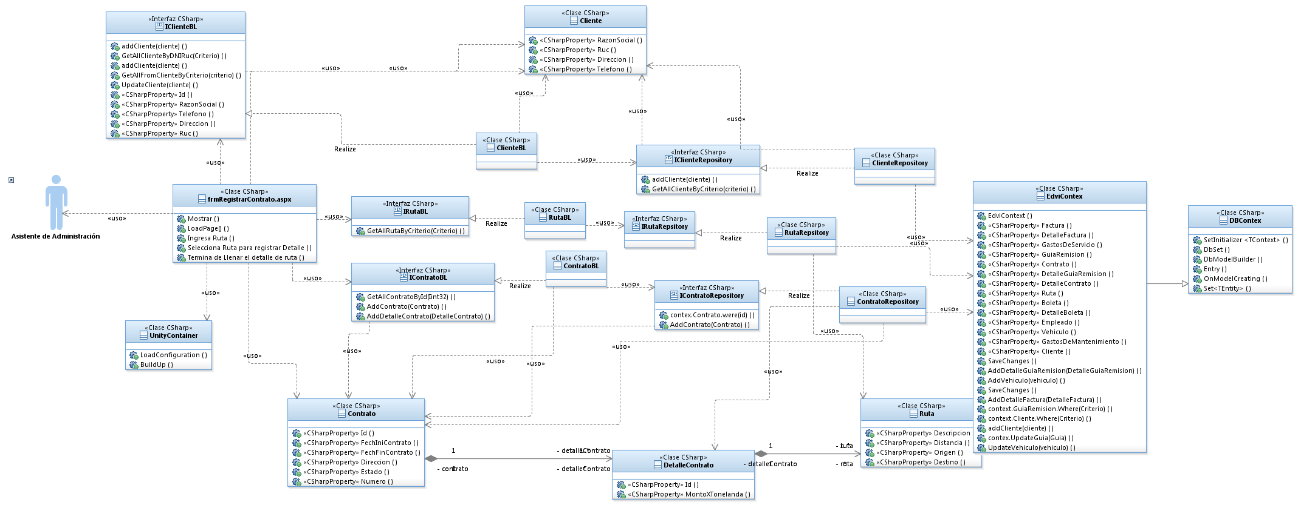 «Interfaz CSharp»
IClienteBL
addCliente(cliente) ()
GetAllClienteByDNIRuc(Criterio) ()
addCliente(cliente) ()
GetAllfromClienteByCriterio(criterio) ()
UpdateCliente(cliente) ()
«CSharpProperty» Id ()
«CSharpProperty» RazonSocial ()
«CSharpProperty» Telefono ()
«CSharpProperty» Direccion ()
«CSharpProperty» Ruc ()
«Clase CSharp»
Cliente
«CSharpProperty» RazonSocial ()
«CSharpProperty» Ruc ()
«CSharpProperty» Direccion ()
«CSharpProperty» Telefono ()
«uso»
«uso»
«uso»
«uso»
«uso»
«Clase CSharp»
ClienteBL
Realize
«uso»
«Interfaz CSharp»
IClienteRepository
addCliente(cliente) ()
GetAllClienteByCriterio(criterio) ()
Realize
«Clase CSharp»
ClienteRepository
«uso»
Asistente de Administración
«uso»
«uso»
«Clase CSharp»
frmRegistrarContrato.aspx
Mostrar ()
LoadPage() ()
Ingresa Ruta ()
Selecciona Ruta para registrar Detalle ()
Termina de Llenar el detalle de ruta ()
«uso»
«Interfaz CSharp»
IRutaBL
GetAllRutaByCriterio(Criterio) ()
Realize
«Clase CSharp»
RutaBL
«uso»
«Interfaz CSharp»
IRutaRepository
Realize
«Clase CSharp»
RutaRepository
«uso»
«uso»
«uso»
«Interfaz CSharp»
IContratoBL
GetAllContratoById(Int32) ()
AddContrato(Contrato) ()
AddDetalleContrato(DetalleContrato) ()
Realize
«Clase CSharp»
ContratoBL
«uso»
«Interfaz CSharp»
IContratoRepository
contex.Contrato.were(id) ()
AddContrato(Contrato) ()
Realize
«Clase CSharp»
ContratoRepository
«uso»
«Clase CSharp»
EdviContex
EdviContext ()
«CSharpProperty» Factura ()
«CSharpProperty» DetalleFactura ()
«CSharpProperty» GastosDeServicio ()
«CSharpProperty» GuiaRemision ()
«CSharpProperty» Contrato ()
«CSharpProperty» DetalleGuiaRemision ()
«CSharpProperty» DetalleContrato ()
«CSharpProperty» Ruta ()
«CSharpProperty» Boleta ()
«CSharpProperty» DetalleBoleta ()
«CSharpProperty» Empleado ()
«CSharpProperty» Vehiculo ()
«CSharpProperty» GastosDeMantenimiento ()
«CSharpProperty» Cliente ()
SaveChanges ()
AddDetalleGuiaRemision(DetalleGuiaRemision) ()
AddVehiculo(vehiculo) ()
SaveChanges ()
AddDetalleFactura(DetalleFactura) ()
context.GuiaRemision.Where(Criterio) ()
context.Cliente.Where(Criterio) ()
addCliente(cliente) ()
contex.UpdateGuia(Guia) ()
UpdateVehiculo(vehiculo) ()
«Clase CSharp»
DBContex
SetInitializer <TContext> ()
DbSet ()
DbModelBuilder ()
Entry ()
OnModelCreating ()
Set<TEntity> ()
«uso»
«Clase CSharp»
UnityContainer
LoadConfiguration ()
BuildUp ()
«uso»
«uso»
«uso»
«uso»
«uso»
«uso»
«Clase CSharp»
Contrato
«CSharpProperty» Id ()
«CSharpProperty» FechIniContrato ()
«CSharpProperty» FechFinContrato ()
«CSharpProperty» Direccion ()
«CSharpProperty» Estado ()
«CSharpProperty» Numero ()
1
- contrato
- detalleContrato
- detalleContrato
«Clase CSharp»
DetalleContrato
«CSharpProperty» Id ()
«CSharpProperty» MontoXTonelanda ()
1
- detalleContrato
- ruta
- ruta
«Clase CSharp»
Ruta
«CSharpProperty» Descripcion
«CSharpProperty» Distancia ()
«CSharpProperty» Origen ()
«CSharpProperty» Destino ()